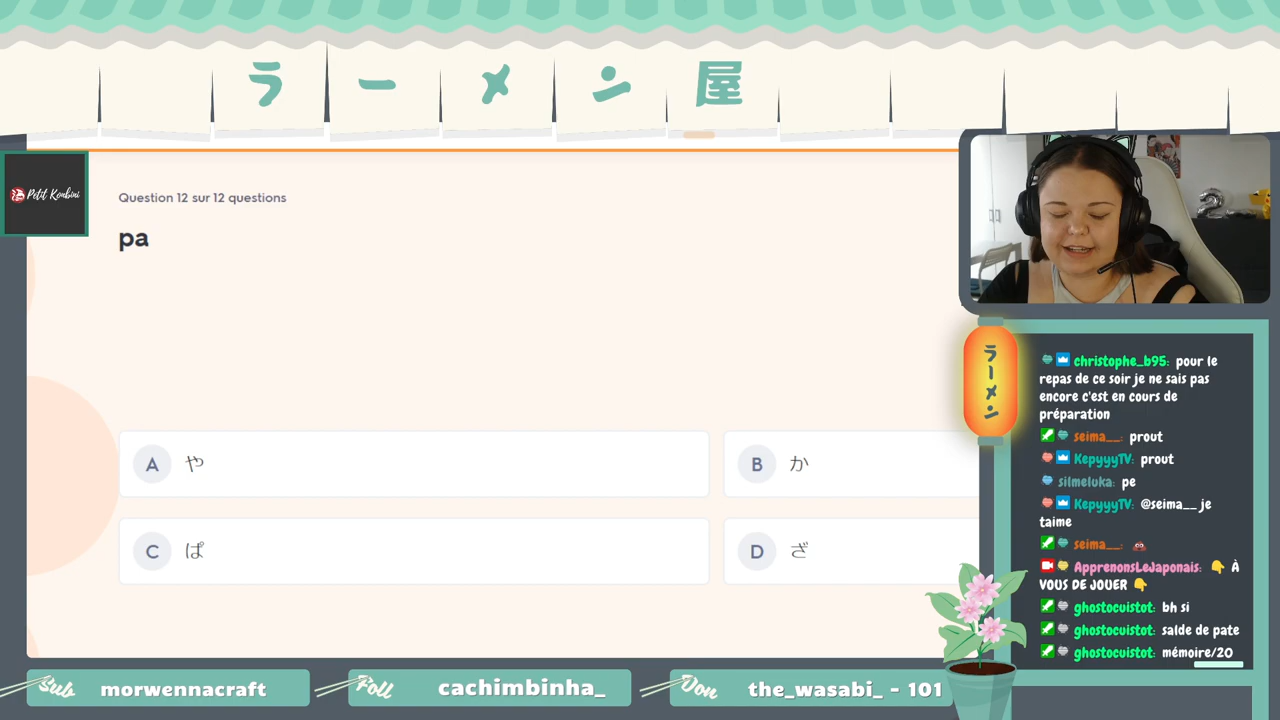 ラーメン屋
Petit Konbini
Question 12 sur 12 questions
pa
A や
B か
C ぱ
D ざ
ラーメン
christophe_b95: pour le
repas de ce soir je ne sais pas
encore c'est en cours de
préparation
seima__: prout
KepyyyTV: prout
silmeluka: pe
KepyyyTV: @seima__ je
taime
seima__: 💩
ApprenonsLeJaponais: 👇 À
VOUS DE JOUER 👇
ghostocuistot: bh si
ghostocuistot: salde de pate
ghostocuistot: mémoire/20
Sub morwennacraft
Foll cachimbinha_
Don the_wasabi_ - 101